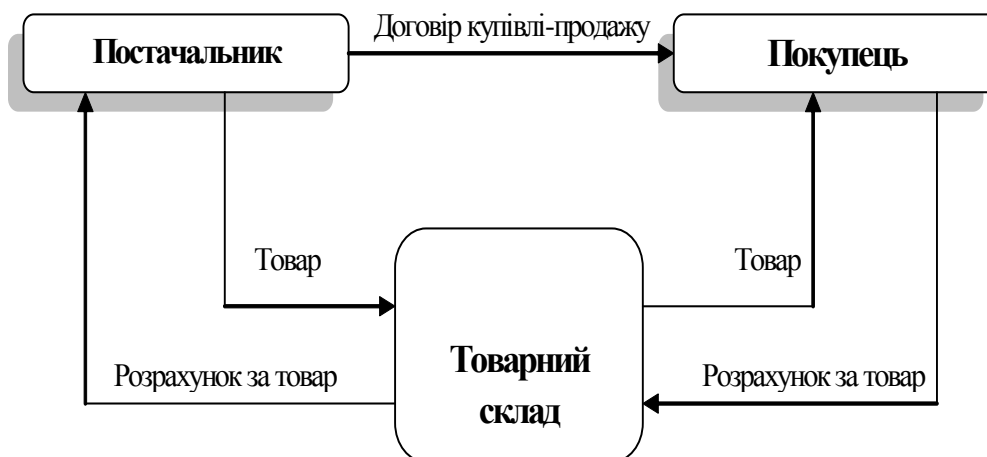 Договір купівлі-продажу
Постачальник
Покупець
Товар
Товар
Товарний
склад
Розрахунок за товар
Розрахунок за товар